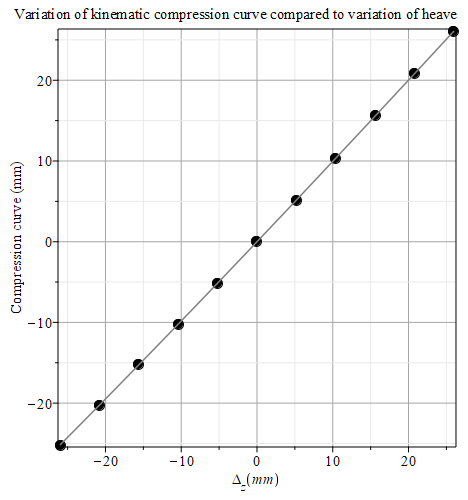 Variation of kinematic compression curve compared to variation of heave
Compression curve (mm)
20
10
0
−10
−20
−20 −10 0 10 20
Δz(mm)